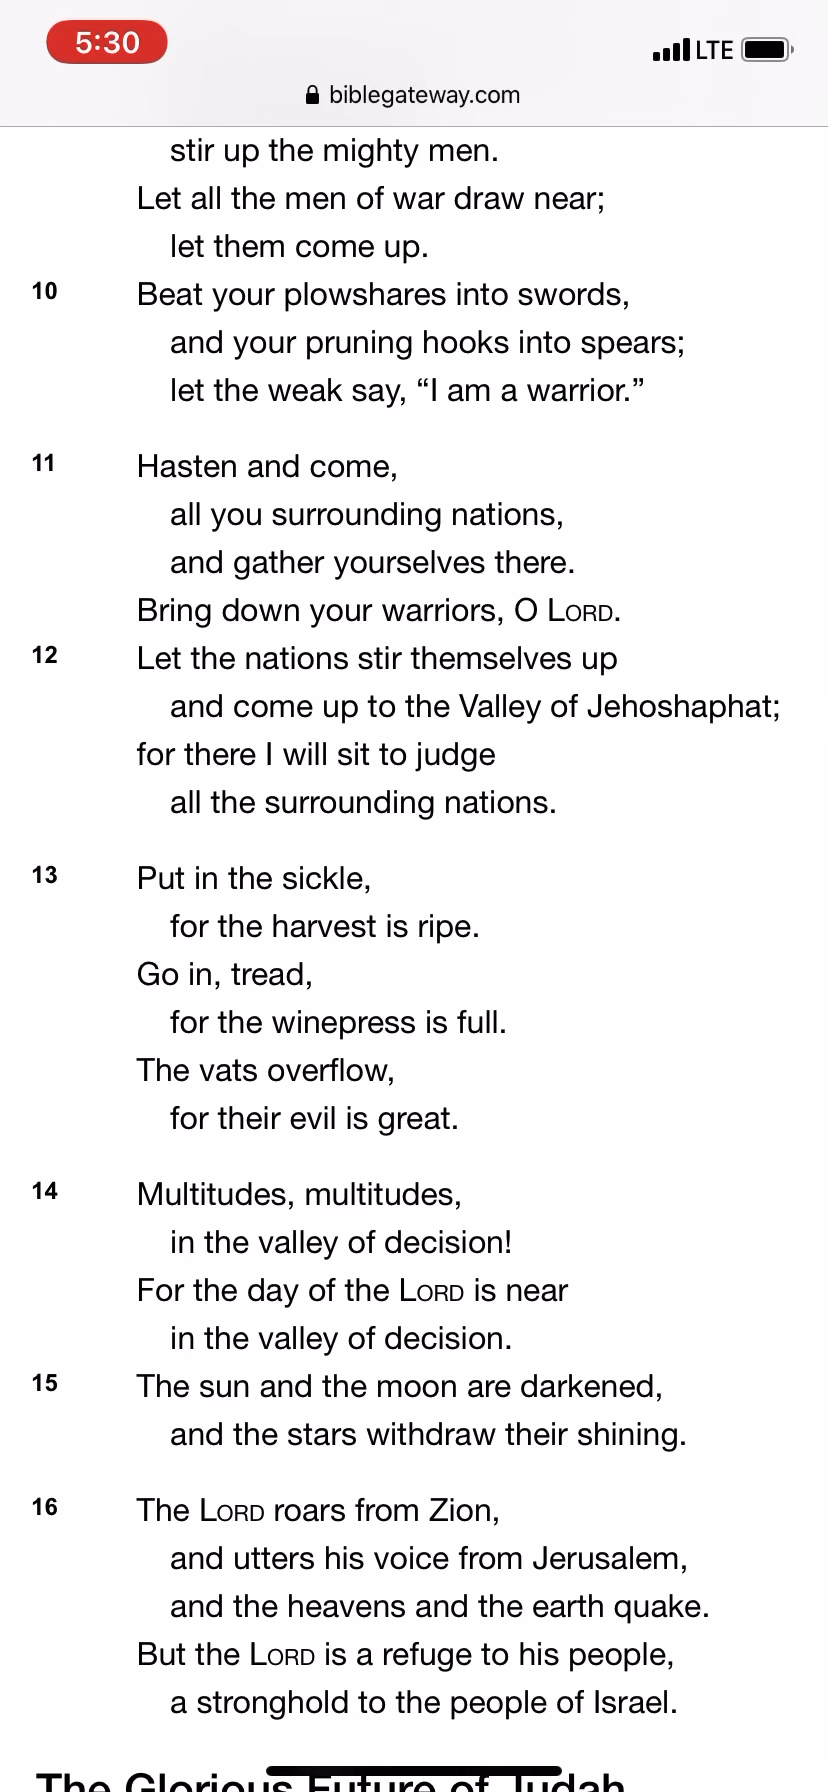 5:30
LTE
biblegateway.com
stir up the mighty men.
Let all the men of war draw near;
let them come up.
10 Beat your plowshares into swords,
and your pruning hooks into spears;
let the weak say, “I am a warrior.”
11 Hasten and come,
all you surrounding nations,
and gather yourselves there.
Bring down your warriors, O LORD.
12 Let the nations stir themselves up
and come up to the Valley of Jehoshaphat;
for there I will sit to judge
all the surrounding nations.
13 Put in the sickle,
for the harvest is ripe.
Go in, tread,
for the winepress is full.
The vats overflow,
for their evil is great.
14 Multitudes, multitudes,
in the valley of decision!
For the day of the LORD is near
in the valley of decision.
15 The sun and the moon are darkened,
and the stars withdraw their shining.
16 The LORD roars from Zion,
and utters his voice from Jerusalem,
and the heavens and the earth quake.
But the LORD is a refuge to his people,
a stronghold to the people of Israel.
The Glorious Future of Judah